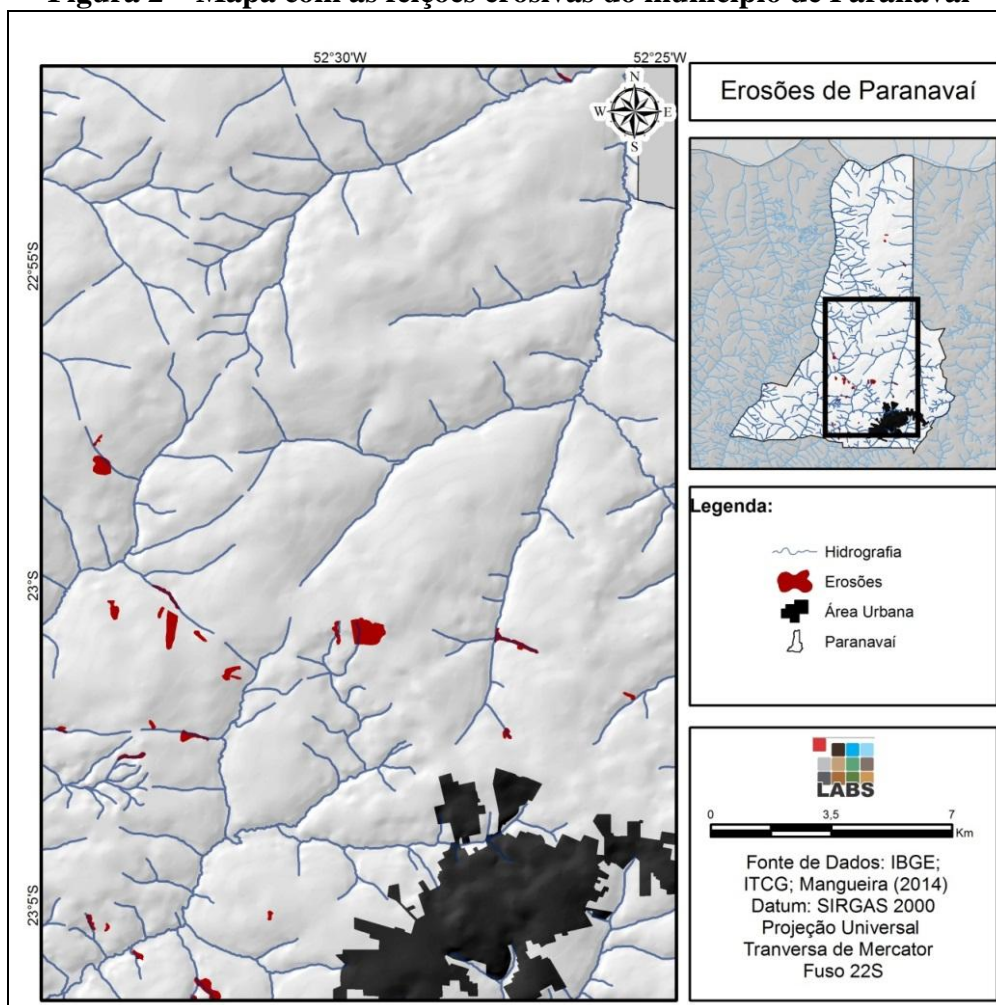 Figura 2 – Mapa com as feições erosivas do município de Paranavaí
52°30'W
52°25'W
N
W
E
S
22°55'S
23°S
23°5'S
Erosões de Paranavaí
Legenda:
Hidrografia
Erosões
Área Urbana
Paranavaí
LABS
0
3,5
7
Km
Fonte de Dados: IBGE;
ITCG; Mangueira (2014)
Datum: SIRGAS 2000
Projeção Universal
Tranversa de Mercator
Fuso 22S